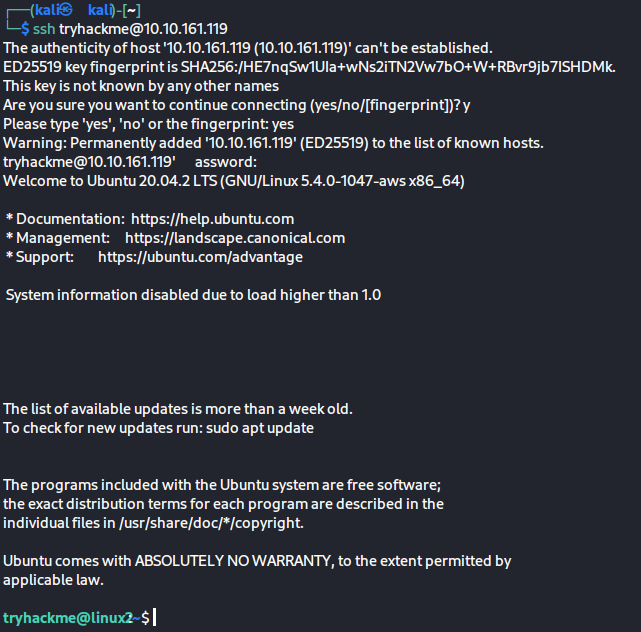 ┌──(kali㉿kali)-[~]
└─$ ssh tryhackme@10.10.161.119
The authenticity of host '10.10.161.119 (10.10.161.119)' can't be established.
ED25519 key fingerprint is SHA256:/HE7nqSw1UIa+wNs2iTN2Vw7bO+W+RBvr9jb7ISHDMk.
This key is not known by any other names
Are you sure you want to continue connecting (yes/no/[fingerprint])? y
Please type 'yes', 'no' or the fingerprint: yes
Warning: Permanently added '10.10.161.119' (ED25519) to the list of known hosts.
tryhackme@10.10.161.119' assword:
Welcome to Ubuntu 20.04.2 LTS (GNU/Linux 5.4.0-1047-aws x86_64)
* Documentation: https://help.ubuntu.com
* Management: https://landscape.canonical.com
* Support: https://ubuntu.com/advantage
System information disabled due to load higher than 1.0
The list of available updates is more than a week old.
To check for new updates run: sudo apt update
The programs included with the Ubuntu system are free software;
the exact distribution terms for each program are described in the
individual files in /usr/share/doc/*/copyright.
Ubuntu comes with ABSOLUTELY NO WARRANTY, to the extent permitted by
applicable law.
tryhackme@linux2:~$